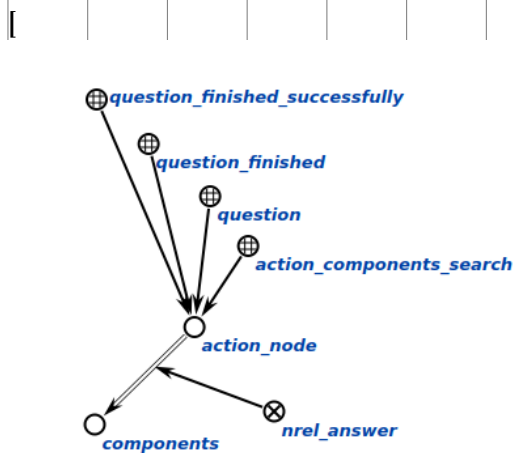 [
question_finished_successfully
question_finished
question
action_components_search
action_node
nrel_answer
components